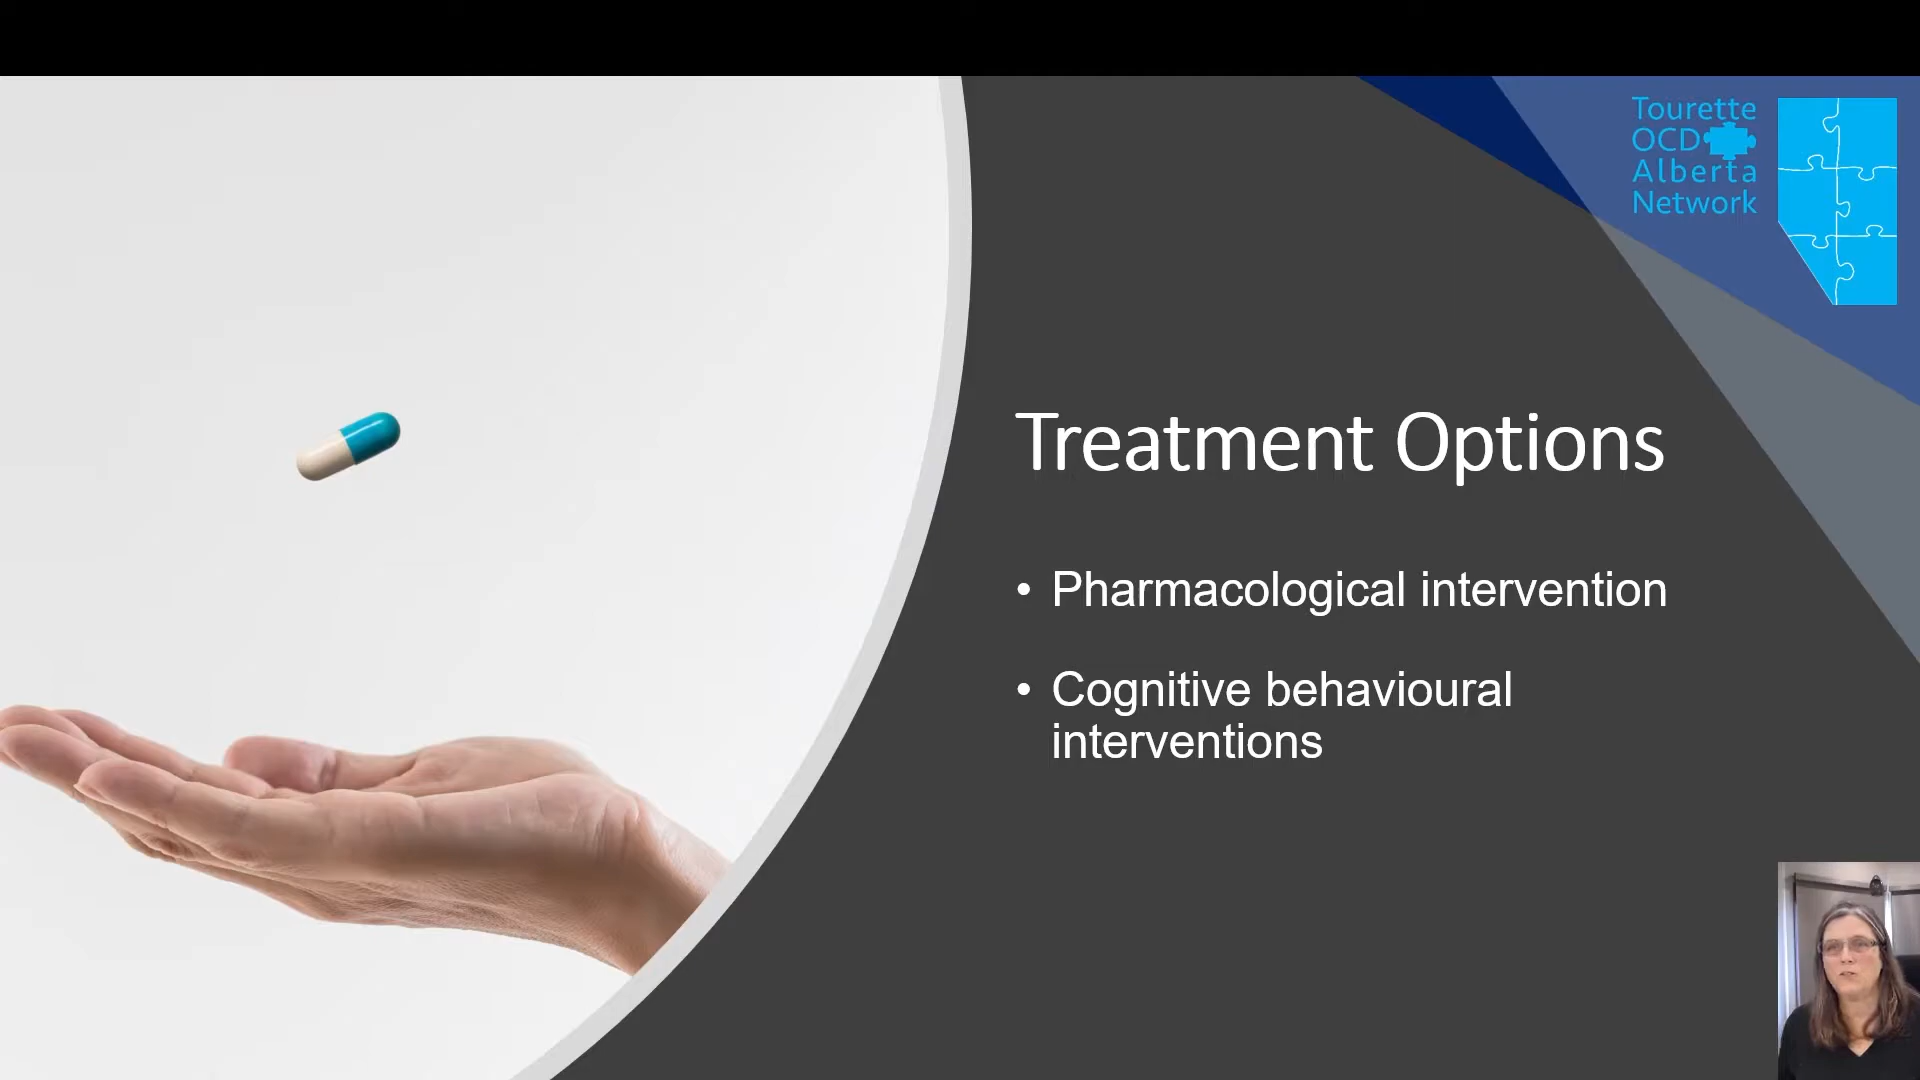 Tourette
OCD
Alberta
Network
Treatment Options
• Pharmacological intervention
• Cognitive behavioural
interventions